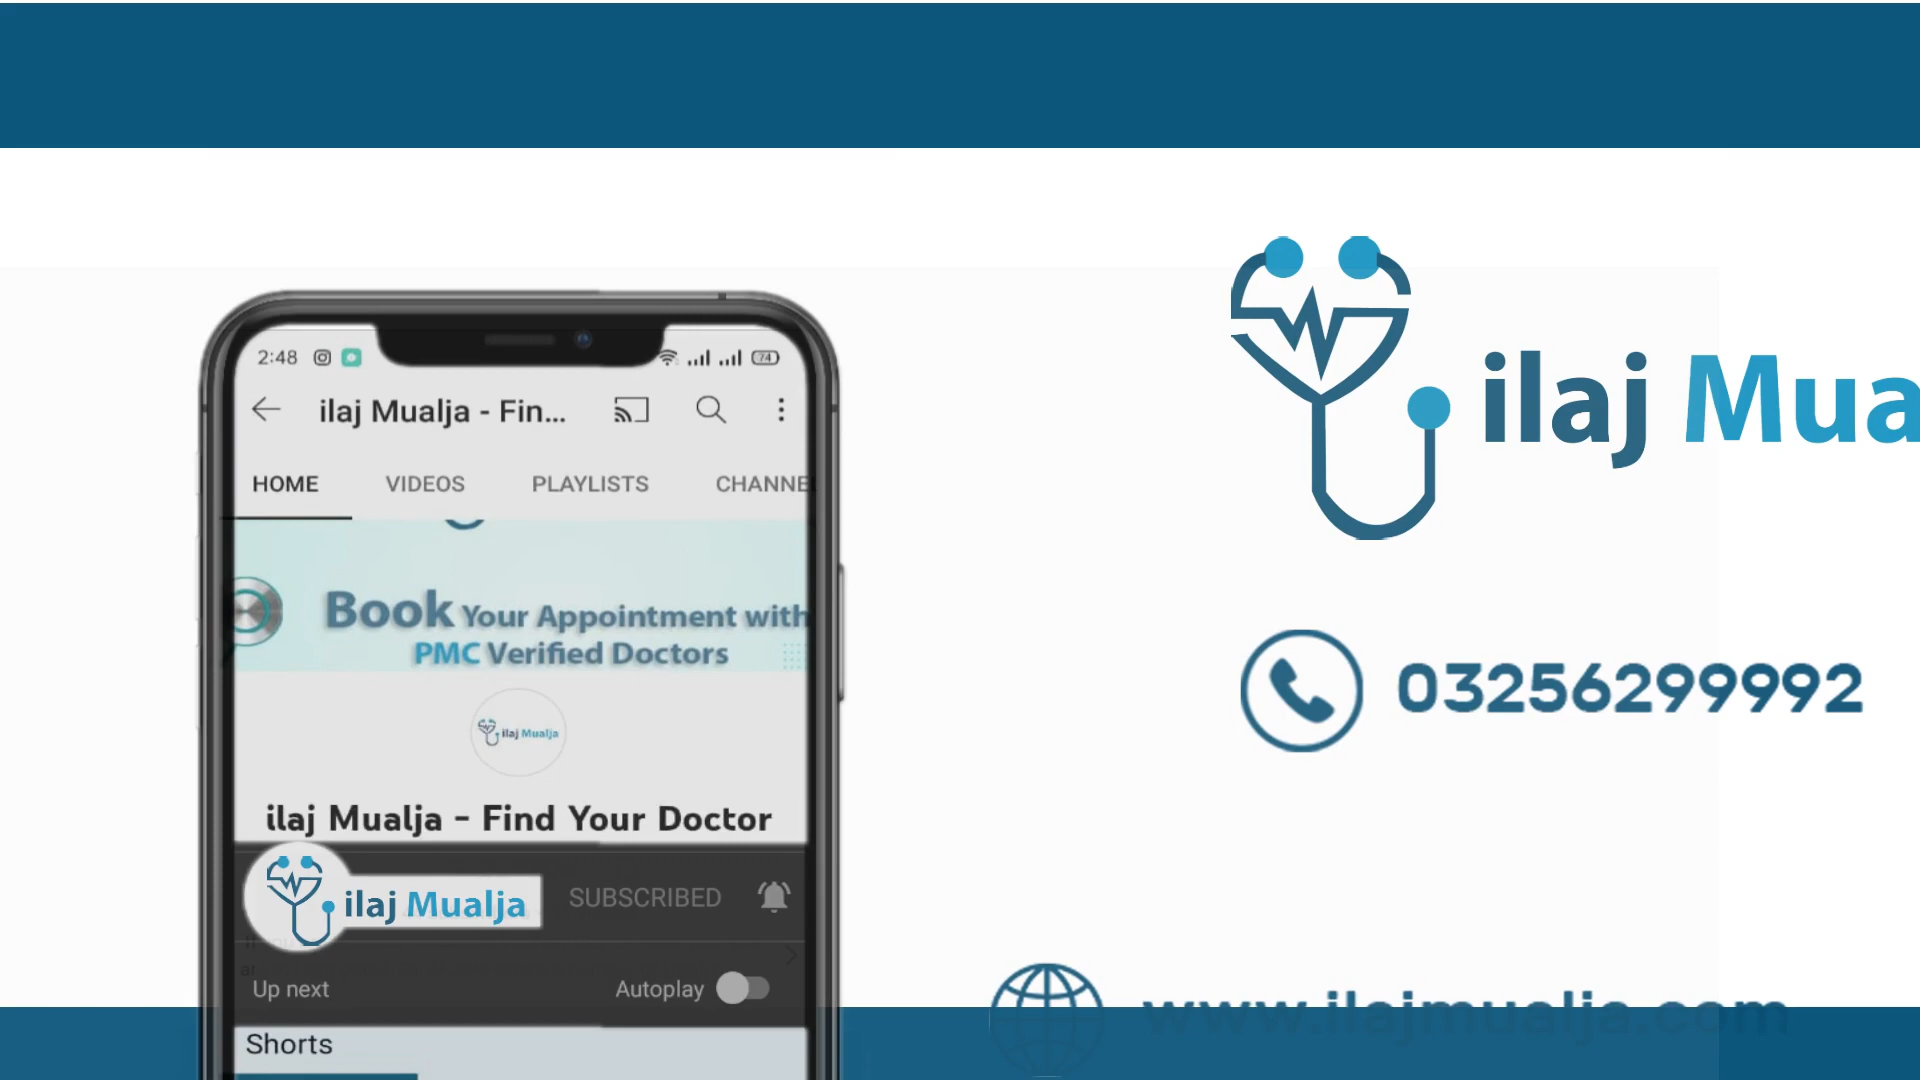 2:48
74
ilaj Mualja - Fin...
HOME VIDEOS PLAYLISTS CHANNE
Book Your Appointment with
PMC Verified Doctors
ilaj Mualja
ilaj Mualja - Find Your Doctor
ilaj Mualja SUBSCRIBED
Up next Autoplay
Shorts
ilaj Mua
03256299992
www.ilajmualja.com